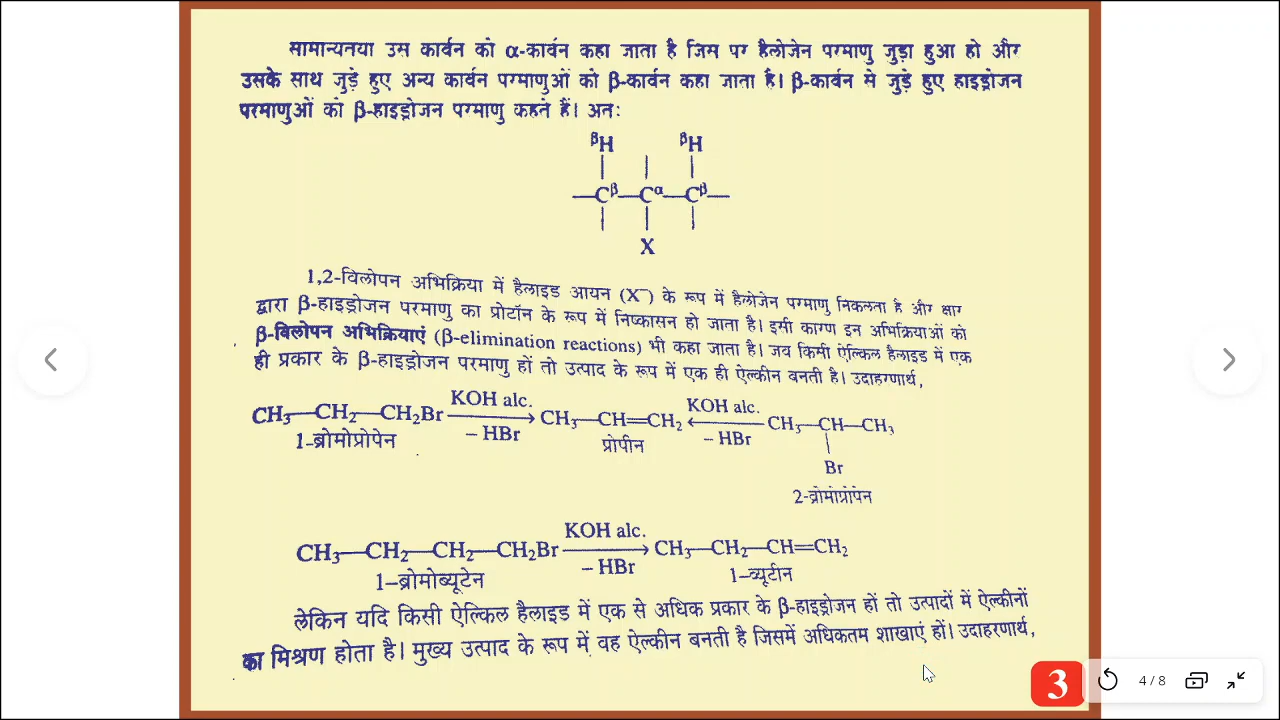 सामान्यतया उस कार्बन को α-कार्बन कहा जाता है जिस पर हैलोजेन परमाणु जुड़ा हुआ हो और
उसके साथ जुड़े हुए अन्य कार्बन परमाणुओं को β-कार्बन कहा जाता है। β-कार्बन से जुड़े हुए हाइड्रोजन
परमाणुओं को β-हाइड्रोजन परमाणु कहते हैं। अतः
βH βH
—Cβ—Cα—Cβ—
X
1,2-विलोपन अभिक्रिया में हैलाइड आयन (X⁻) के रूप में हैलोजेन परमाणु निकलता है और क्षार
द्वारा β-हाइड्रोजन परमाणु का प्रोटॉन के रूप में निष्कासन हो जाता है। इसी कारण इन अभिक्रियाओं को
β-विलोपन अभिक्रियाएं (β-elimination reactions) भी कहा जाता है। जब किसी ऐल्किल हैलाइड में एक
ही प्रकार के β-हाइड्रोजन परमाणु हों तो उत्पाद के रूप में एक ही ऐल्कीन बनती है। उदाहरणार्थ,
KOH alc. KOH alc.
CH₃—CH₂—CH₂Br ⟶ CH₃—CH=CH₂ ⟵ CH₃—CH—CH₃
– HBr – HBr
1-ब्रोमोप्रोपेन प्रोपीन
Br
2-ब्रोमोप्रोपेन
KOH alc.
CH₃—CH₂—CH₂—CH₂Br ⟶ CH₃—CH₂—CH=CH₂
– HBr
1–ब्रोमोब्यूटेन 1–ब्यूटीन
लेकिन यदि किसी ऐल्किल हैलाइड में एक से अधिक प्रकार के β-हाइड्रोजन हों तो उत्पादों में ऐल्कीनों
का मिश्रण होता है। मुख्य उत्पाद के रूप में वह ऐल्कीन बनती है जिसमें अधिकतम शाखाएं हों। उदाहरणार्थ,
3
4 / 8